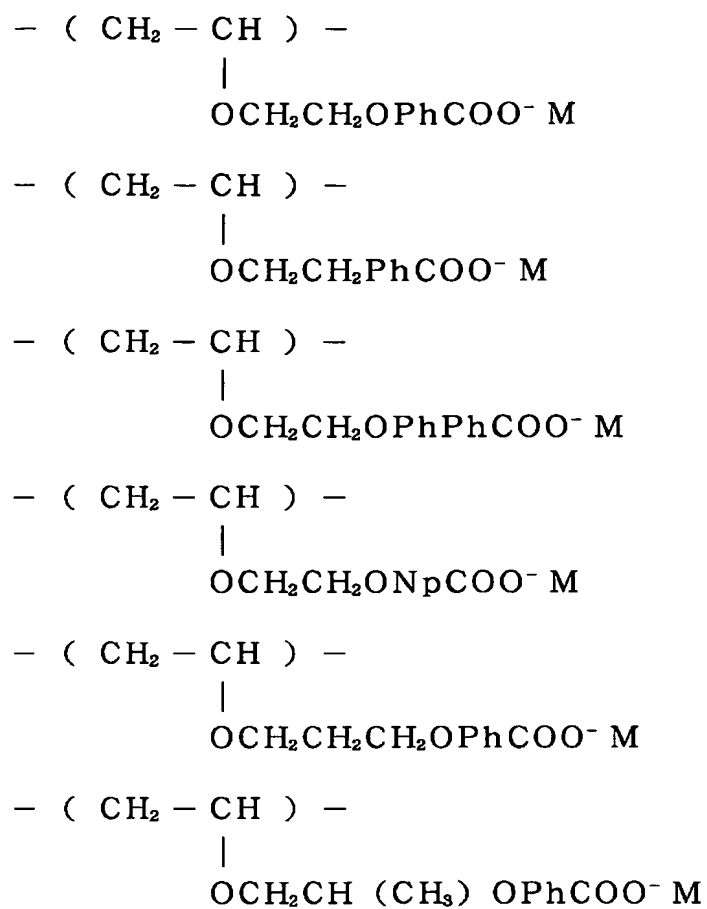 − ( CH₂ − CH ) −
|
OCH₂CH₂OPhCOO⁻ M
− ( CH₂ − CH ) −
|
OCH₂CH₂PhCOO⁻ M
− ( CH₂ − CH ) −
|
OCH₂CH₂OPhPhCOO⁻ M
− ( CH₂ − CH ) −
|
OCH₂CH₂ONpCOO⁻ M
− ( CH₂ − CH ) −
|
OCH₂CH₂CH₂OPhCOO⁻ M
− ( CH₂ − CH ) −
|
OCH₂CH (CH₃) OPhCOO⁻ M